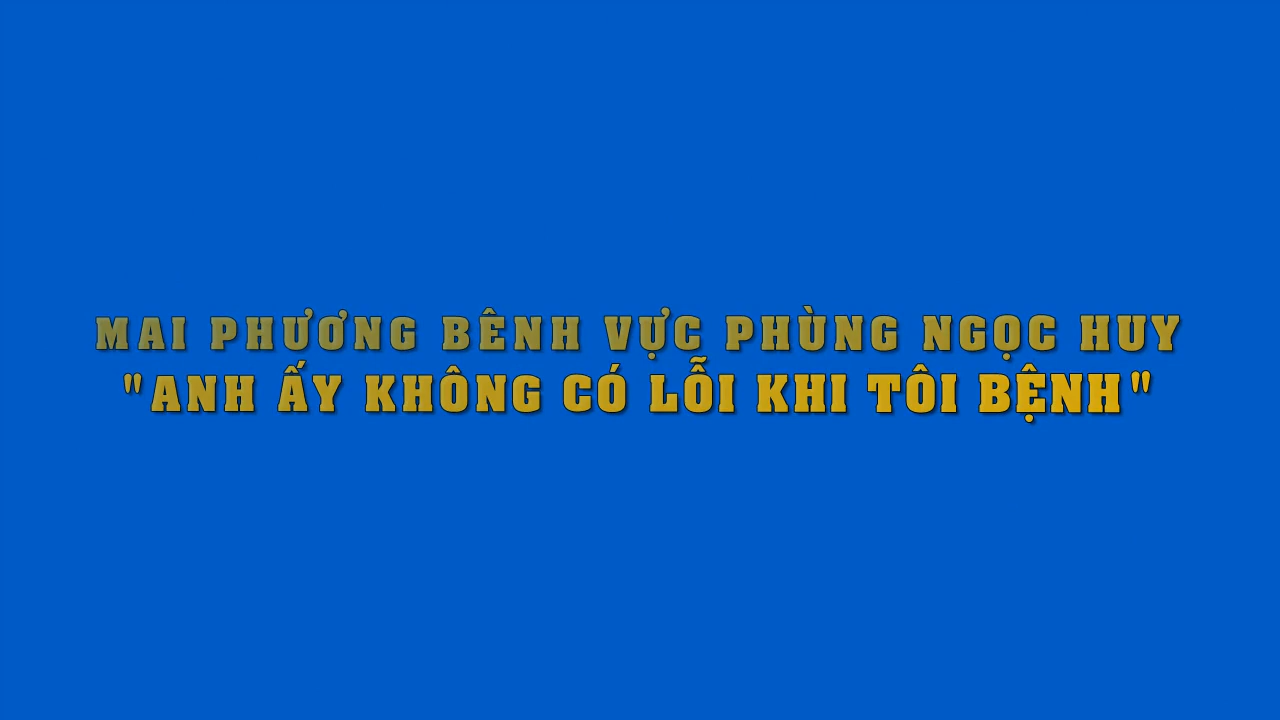 MAI PHƯƠNG BÊNH VỰC PHÙNG NGỌC HUY
"ANH ẤY KHÔNG CÓ LỖI KHI TÔI BỆNH"